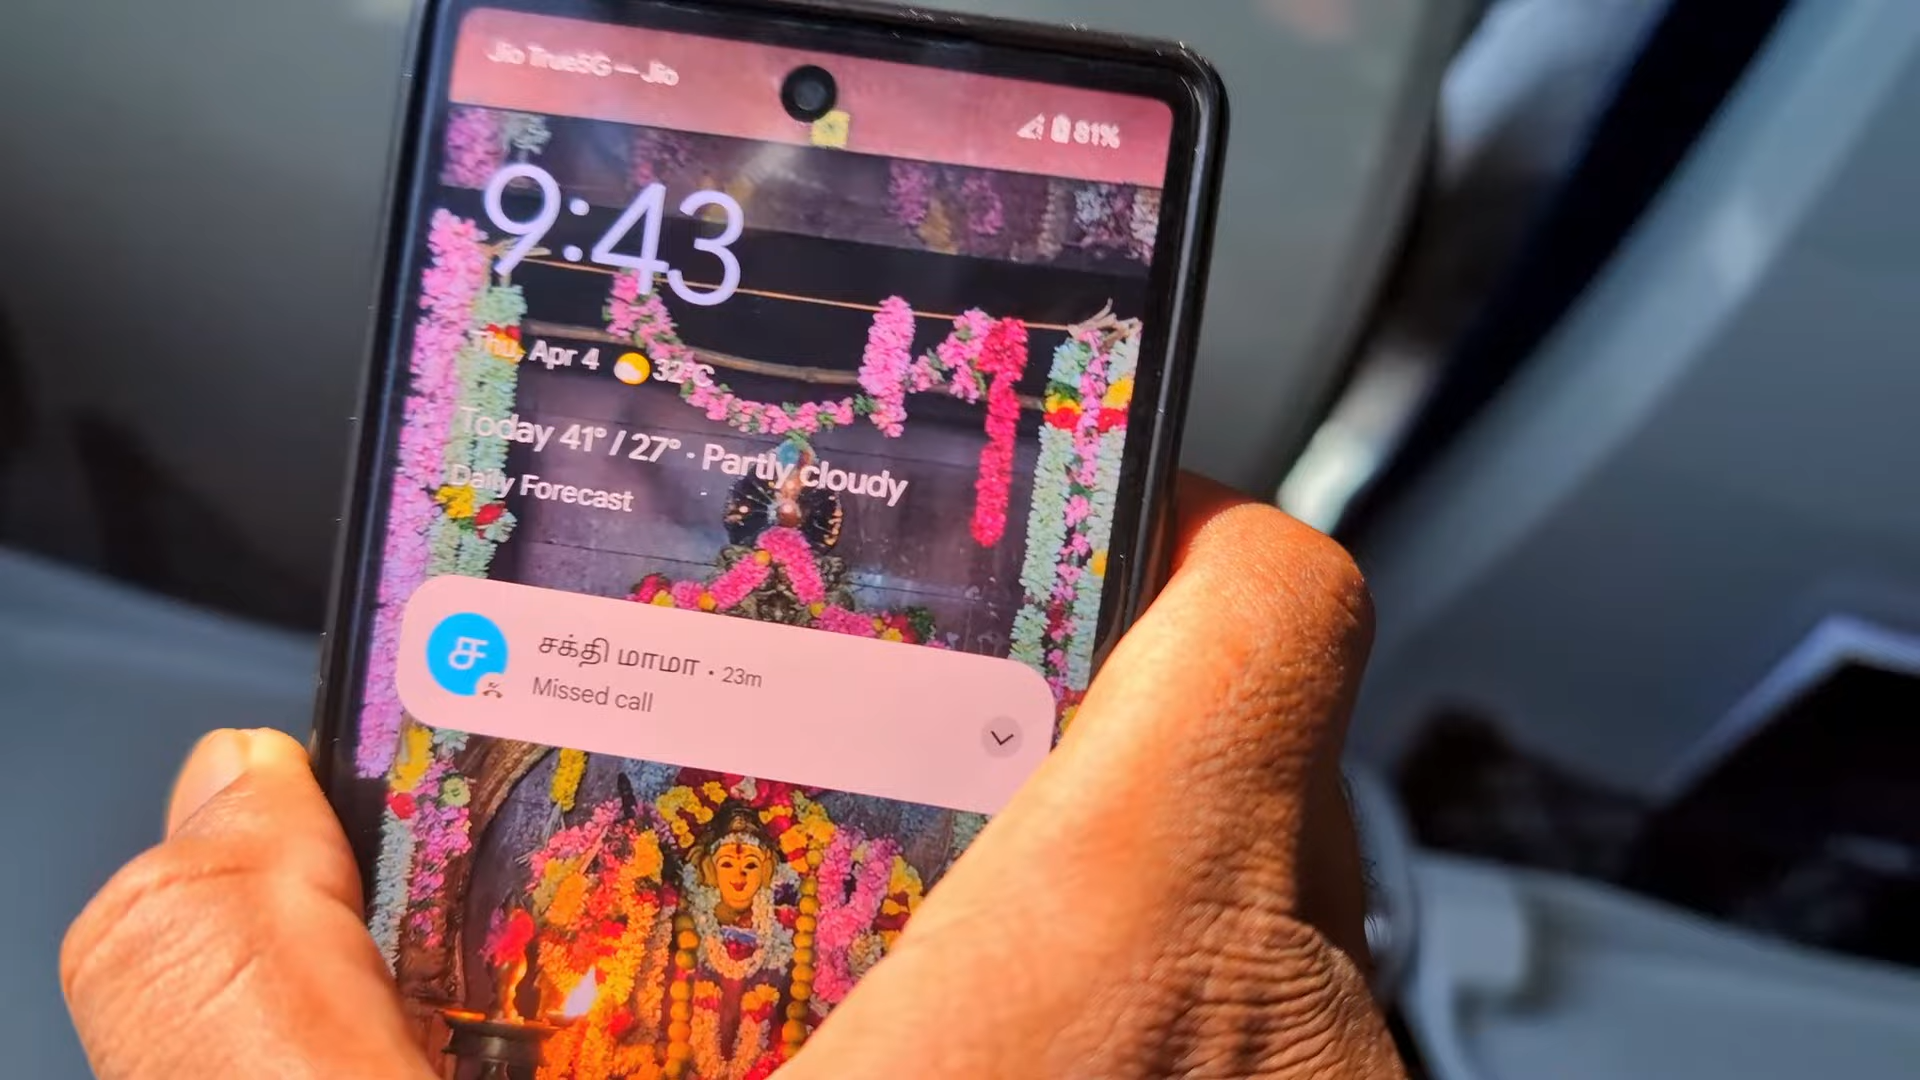 Jio True5G — Jio
81%
9:43
Thu, Apr 4 32°C
Today 41° / 27° · Partly cloudy
Daily Forecast
ச
சக்தி மாமா · 23m
Missed call